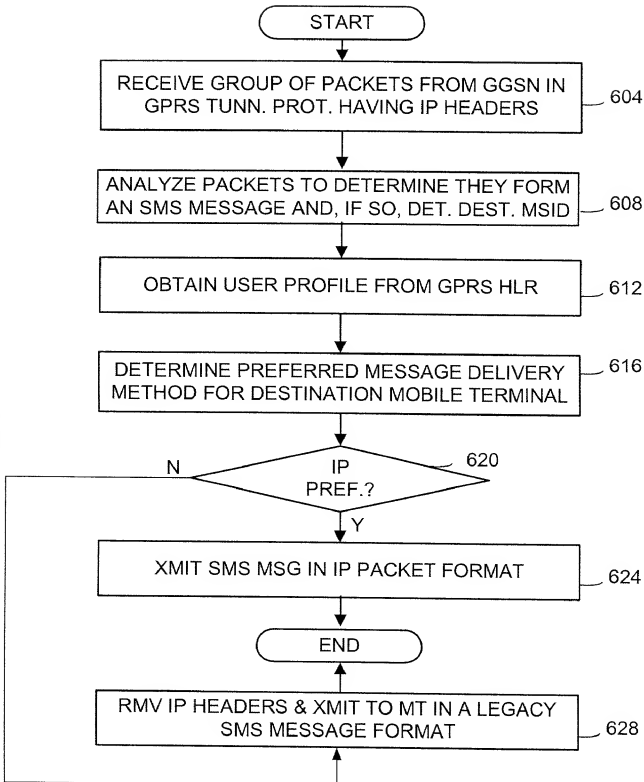 START
RECEIVE GROUP OF PACKETS FROM GGSN IN
GPRS TUNN. PROT. HAVING IP HEADERS
604
ANALYZE PACKETS TO DETERMINE THEY FORM
AN SMS MESSAGE AND, IF SO, DET. DEST. MSID
608
OBTAIN USER PROFILE FROM GPRS HLR
612
DETERMINE PREFERRED MESSAGE DELIVERY
METHOD FOR DESTINATION MOBILE TERMINAL
616
N
IP
PREF.?
620
Y
XMIT SMS MSG IN IP PACKET FORMAT
624
END
RMV IP HEADERS & XMIT TO MT IN A LEGACY
SMS MESSAGE FORMAT
628